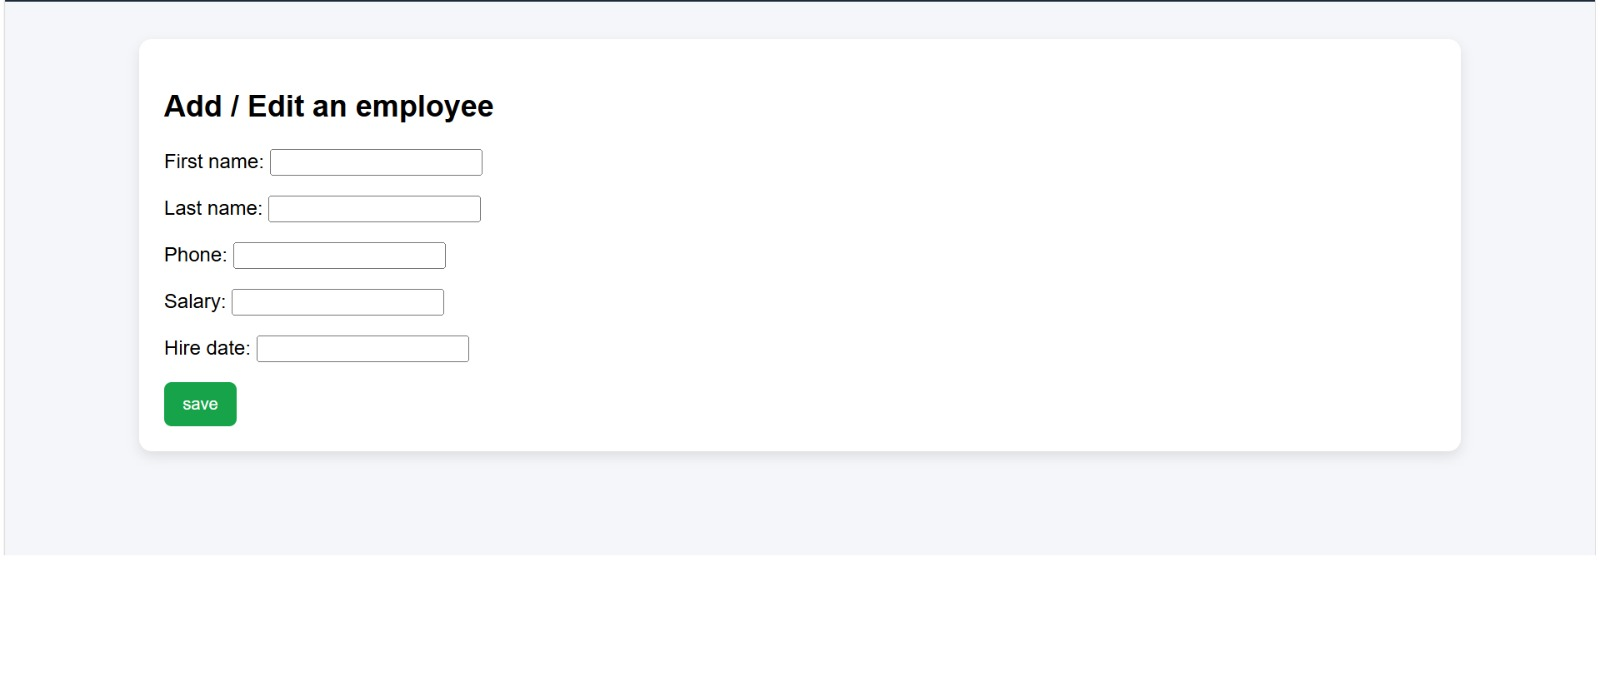 Add / Edit an employee
First name:
Last name:
Phone:
Salary:
Hire date:
save